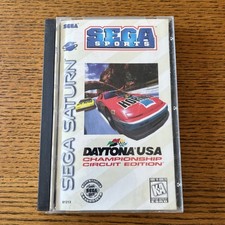 SEGA
SPORTS
SEGA SATURN
DAYTONA USA
CHAMPIONSHIP
CIRCUIT EDITION
SEGA
K-A